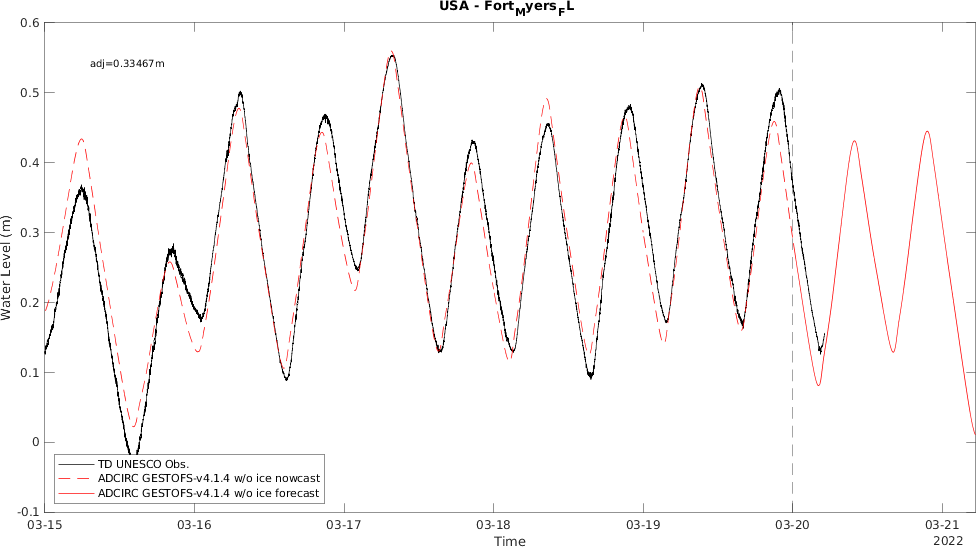 USA - Fort_Myers_FL
0.6
adj=0.33467m
0.5
0.4
0.3
0.2
0.1
0
-0.1
Water Level (m)
TD UNESCO Obs.
ADCIRC GESTOFS-v4.1.4 w/o ice nowcast
ADCIRC GESTOFS-v4.1.4 w/o ice forecast
03-15 03-16 03-17 03-18 03-19 03-20 03-21
Time
2022